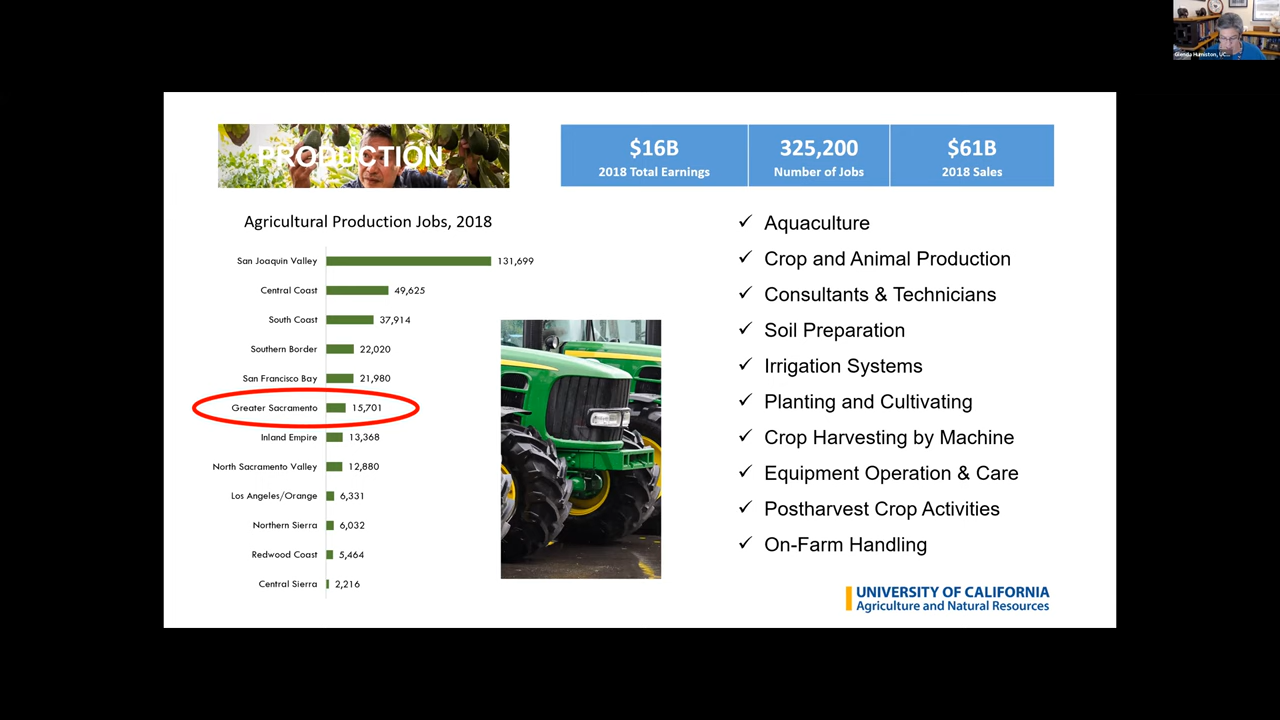 Glenda Humiston, UC...
PRODUCTION
$16B
2018 Total Earnings
325,200
Number of Jobs
$61B
2018 Sales
Agricultural Production Jobs, 2018
San Joaquin Valley 131,699
Central Coast 49,625
South Coast 37,914
Southern Border 22,020
San Francisco Bay 21,980
Greater Sacramento 15,701
Inland Empire 13,368
North Sacramento Valley 12,880
Los Angeles/Orange 6,331
Northern Sierra 6,032
Redwood Coast 5,464
Central Sierra 2,216
✓ Aquaculture
✓ Crop and Animal Production
✓ Consultants & Technicians
✓ Soil Preparation
✓ Irrigation Systems
✓ Planting and Cultivating
✓ Crop Harvesting by Machine
✓ Equipment Operation & Care
✓ Postharvest Crop Activities
✓ On-Farm Handling
UNIVERSITY OF CALIFORNIA
Agriculture and Natural Resources